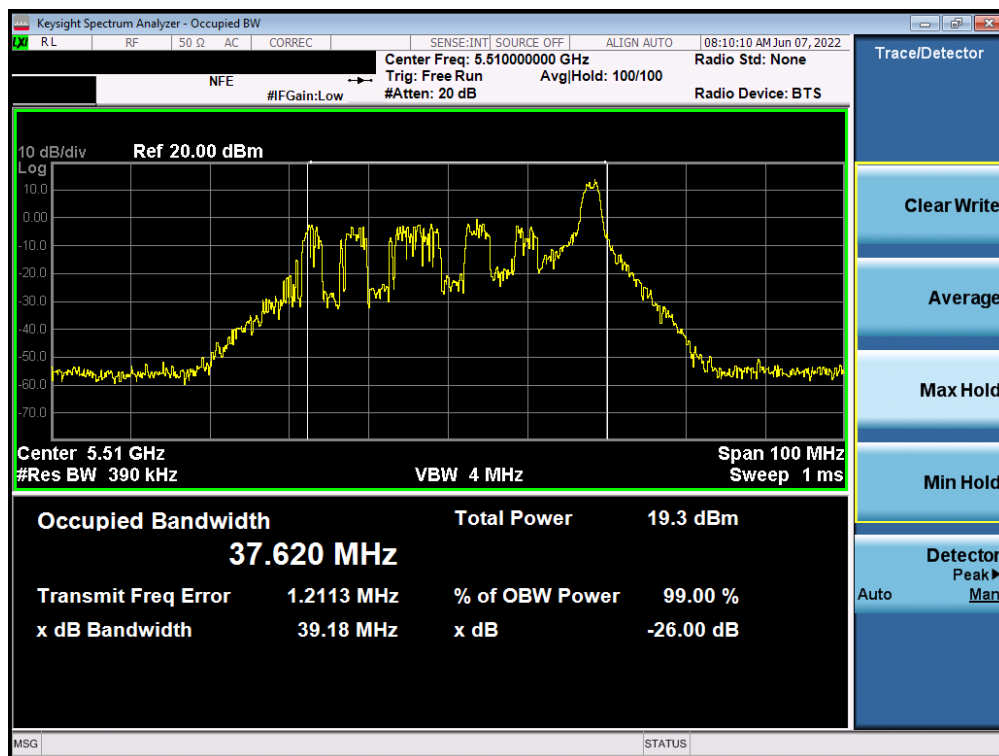 Keysight Spectrum Analyzer - Occupied BW
LXI RL RF 50 Ω AC CORREC SENSE:INT SOURCE OFF ALIGN AUTO 08:10:10 AM Jun 07, 2022
Trace/Detector
Center Freq: 5.510000000 GHz Radio Std: None
NFE Trig: Free Run Avg|Hold: 100/100
#IFGain:Low #Atten: 20 dB Radio Device: BTS
10 dB/div Ref 20.00 dBm
Log
10.0
0.00
-10.0
-20.0
-30.0
-40.0
-50.0
-60.0
-70.0
Center 5.51 GHz Span 100 MHz
#Res BW 390 kHz VBW 4 MHz Sweep 1 ms
Occupied Bandwidth Total Power 19.3 dBm
37.620 MHz
Transmit Freq Error 1.2113 MHz % of OBW Power 99.00 %
x dB Bandwidth 39.18 MHz x dB -26.00 dB
Clear Write
Average
Max Hold
Min Hold
Detector
Peak
Auto Man
MSG STATUS